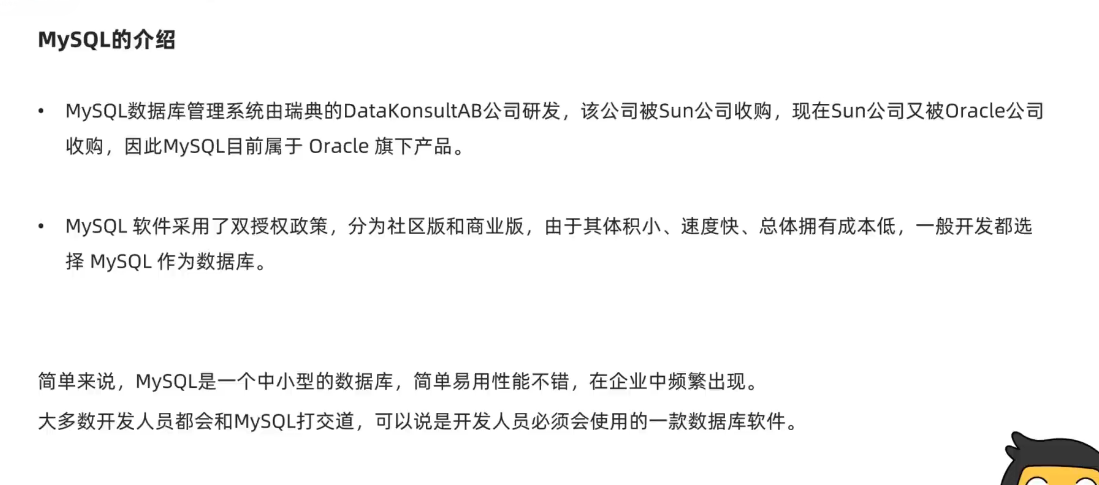 MySQL的介绍
• MySQL数据库管理系统由瑞典的DataKonsultAB公司研发，该公司被Sun公司收购，现在Sun公司又被Oracle公司
收购，因此MySQL目前属于 Oracle 旗下产品。
• MySQL 软件采用了双授权政策，分为社区版和商业版，由于其体积小、速度快、总体拥有成本低，一般开发都选
择 MySQL 作为数据库。
简单来说，MySQL是一个中小型的数据库，简单易用性能不错，在企业中频繁出现。
大多数开发人员都会和MySQL打交道，可以说是开发人员必须会使用的一款数据库软件。